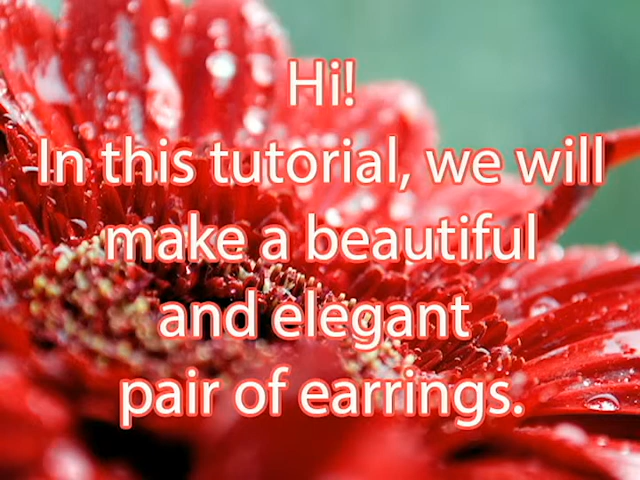 Hi!
In this tutorial, we will
make a beautiful
and elegant
pair of earrings.